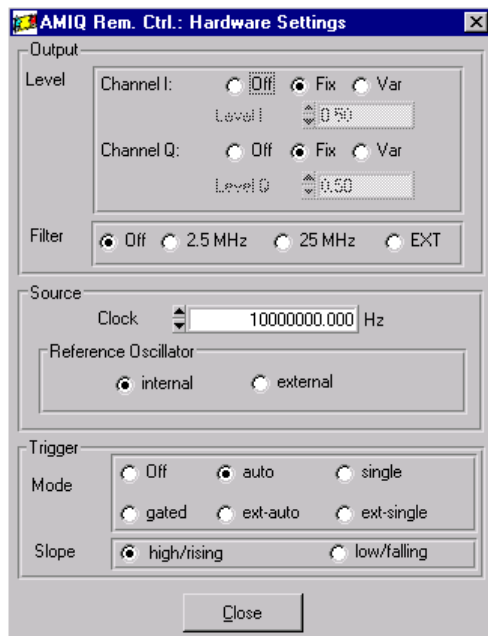 AMIQ Rem. Ctrl.: Hardware Settings
Output
Level
Channel I: Off Fix Var
Level I 0.50
Channel Q: Off Fix Var
Level Q 0.50
Filter Off 2.5 MHz 25 MHz EXT
Source
Clock 10000000.000 Hz
Reference Oscillator
internal external
Trigger
Mode Off auto single
gated ext-auto ext-single
Slope high/rising low/falling
Close